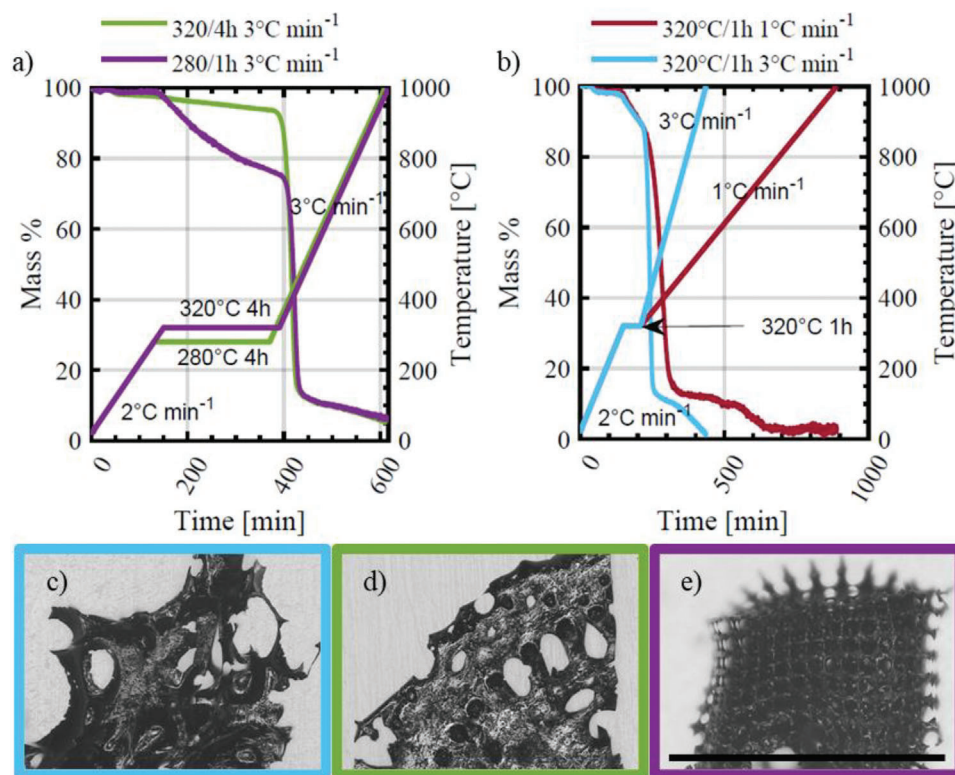 320/4h 3°C min⁻¹
280/1h 3°C min⁻¹
a)
100
80
60
40
20
0
Mass %
1000
800
600
400
200
0
Temperature [°C]
3°C min⁻¹
320°C 4h
280°C 4h
2°C min⁻¹
0
200
400
600
Time [min]
320°C/1h 1°C min⁻¹
320°C/1h 3°C min⁻¹
b)
100
80
60
40
20
0
Mass %
1000
800
600
400
200
0
Temperature [°C]
3°C min⁻¹
1°C min⁻¹
320°C 1h
2°C min⁻¹
0
500
1000
Time [min]
c)
d)
e)